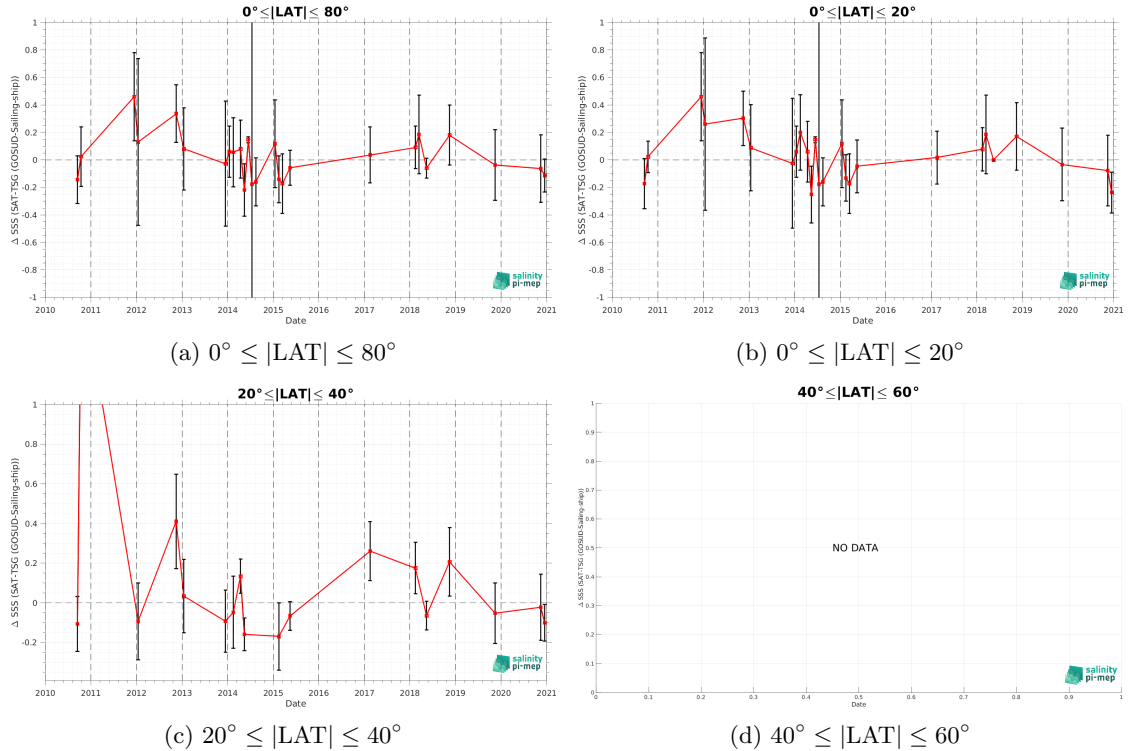 0°≤|LAT|≤ 80°
Δ SSS (SAT-TSG (GOSUD-Sailing-ship))
1
0.8
0.6
0.4
0.2
0
-0.2
-0.4
-0.6
-0.8
-1
2010 2011 2012 2013 2014 2015 2016 2017 2018 2019 2020 2021
Date
salinity
pi-mep
(a) 0° ≤ |LAT| ≤ 80°
0°≤|LAT|≤ 20°
Δ SSS (SAT-TSG (GOSUD-Sailing-ship))
1
0.8
0.6
0.4
0.2
0
-0.2
-0.4
-0.6
-0.8
-1
2010 2011 2012 2013 2014 2015 2016 2017 2018 2019 2020 2021
Date
salinity
pi-mep
(b) 0° ≤ |LAT| ≤ 20°
20°≤|LAT|≤ 40°
Δ SSS (SAT-TSG (GOSUD-Sailing-ship))
1
0.8
0.6
0.4
0.2
0
-0.2
2010 2011 2012 2013 2014 2015 2016 2017 2018 2019 2020 2021
Date
salinity
pi-mep
(c) 20° ≤ |LAT| ≤ 40°
40°≤|LAT|≤ 60°
Δ SSS (SAT-TSG (GOSUD-Sailing-ship))
1
0.9
0.8
0.7
0.6
0.5
0.4
0.3
0.2
0.1
0
NO DATA
0 0.1 0.2 0.3 0.4 0.5 0.6 0.7 0.8 0.9 1
Date
salinity
pi-mep
(d) 40° ≤ |LAT| ≤ 60°